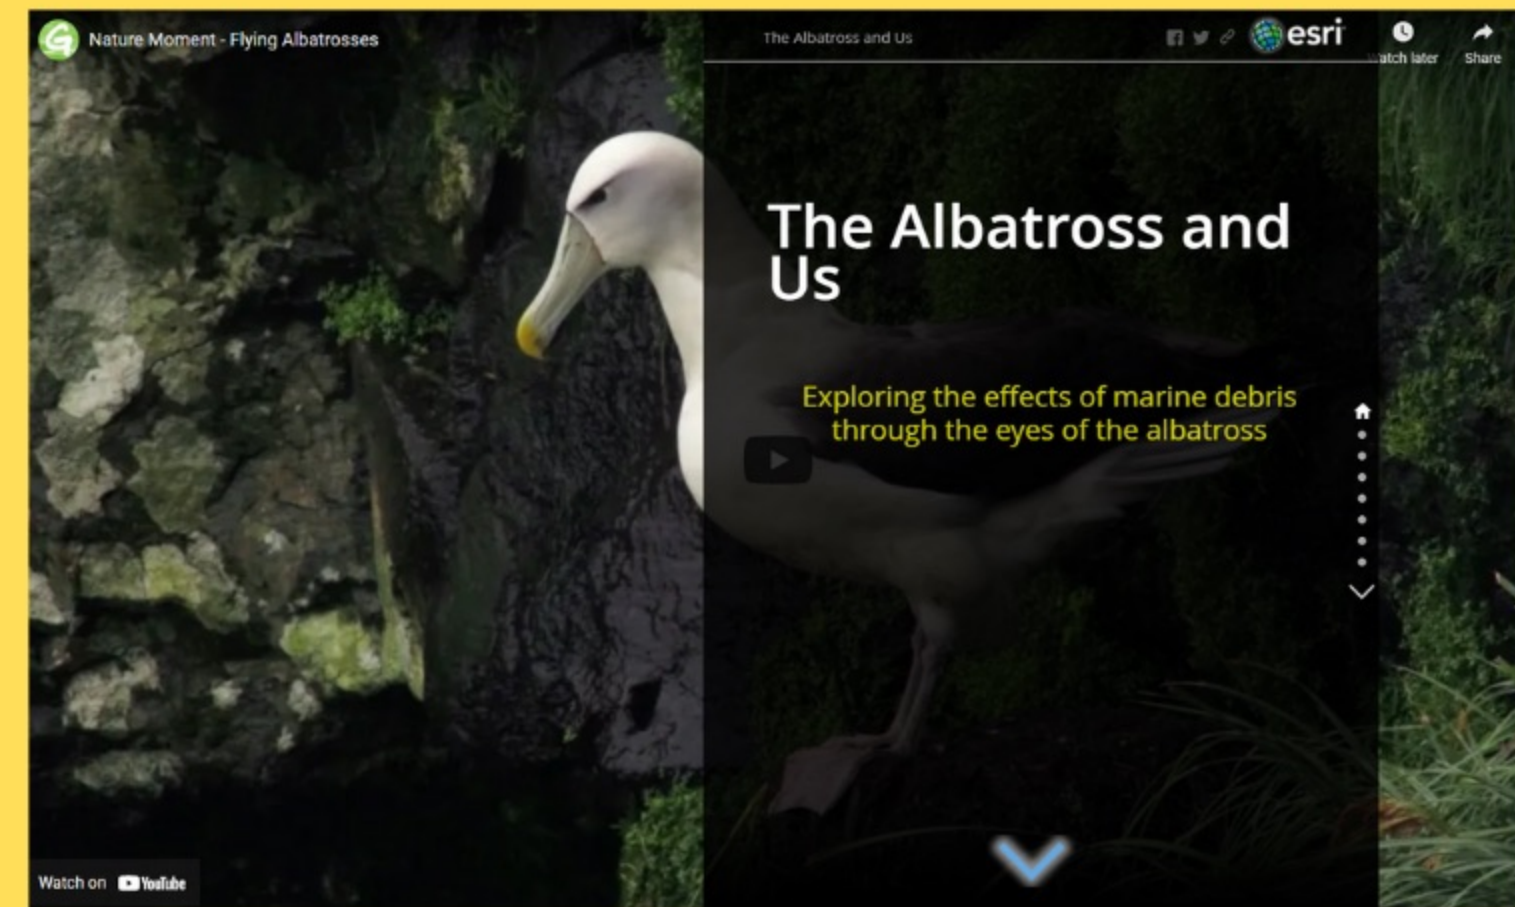 Nature Moment - Flying Albatrosses
The Albatross and Us
esri
atch later
Share
The Albatross and
Us
Exploring the effects of marine debris
through the eyes of the albatross
Watch on YouTube